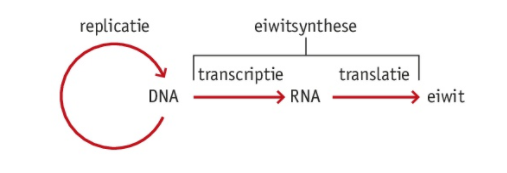 replicatie
eiwitsynthese
transcriptie
translatie
DNA
RNA
eiwit